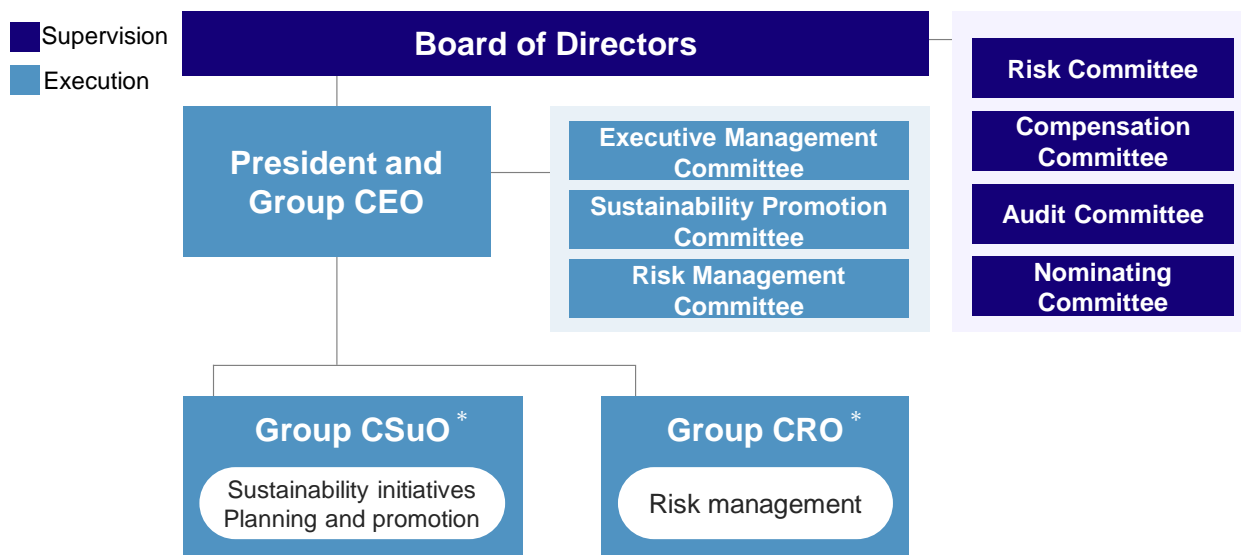 Supervision
Execution
Board of Directors
Risk Committee
Compensation
Committee
Audit Committee
Nominating
Committee
President and
Group CEO
Executive Management
Committee
Sustainability Promotion
Committee
Risk Management
Committee
Group CSuO *
Sustainability initiatives
Planning and promotion
Group CRO *
Risk management